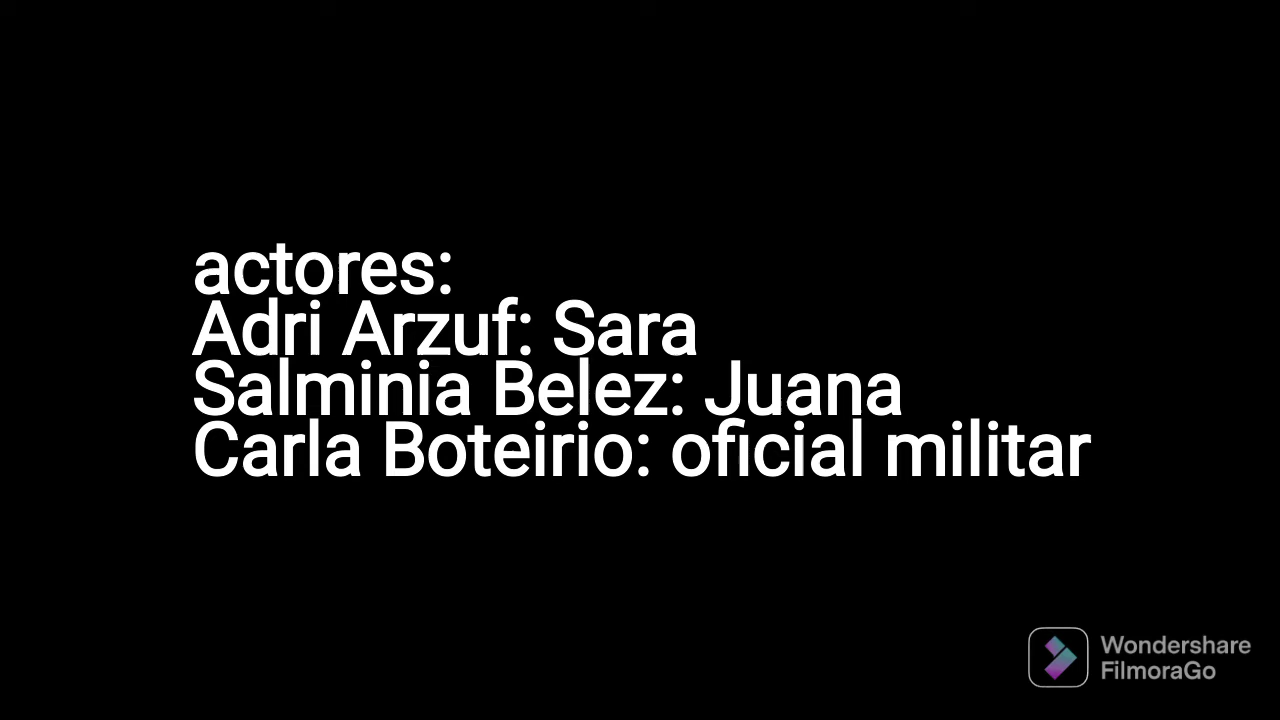 actores:
Adri Arzuf: Sara
Salminia Belez: Juana
Carla Boteirio: oficial militar
Wondershare
FilmoraGo